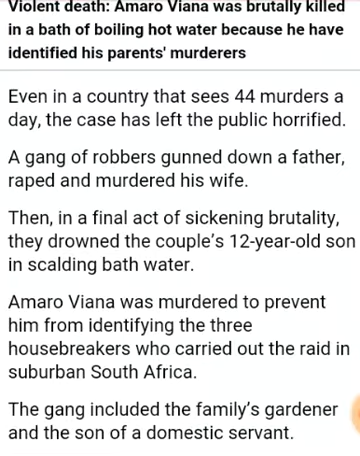 Violent death: Amaro Viana was brutally killed
in a bath of boiling hot water because he have
identified his parents' murderers
Even in a country that sees 44 murders a
day, the case has left the public horrified.
A gang of robbers gunned down a father,
raped and murdered his wife.
Then, in a final act of sickening brutality,
they drowned the couple's 12-year-old son
in scalding bath water.
Amaro Viana was murdered to prevent
him from identifying the three
housebreakers who carried out the raid in
suburban South Africa.
The gang included the family's gardener
and the son of a domestic servant.